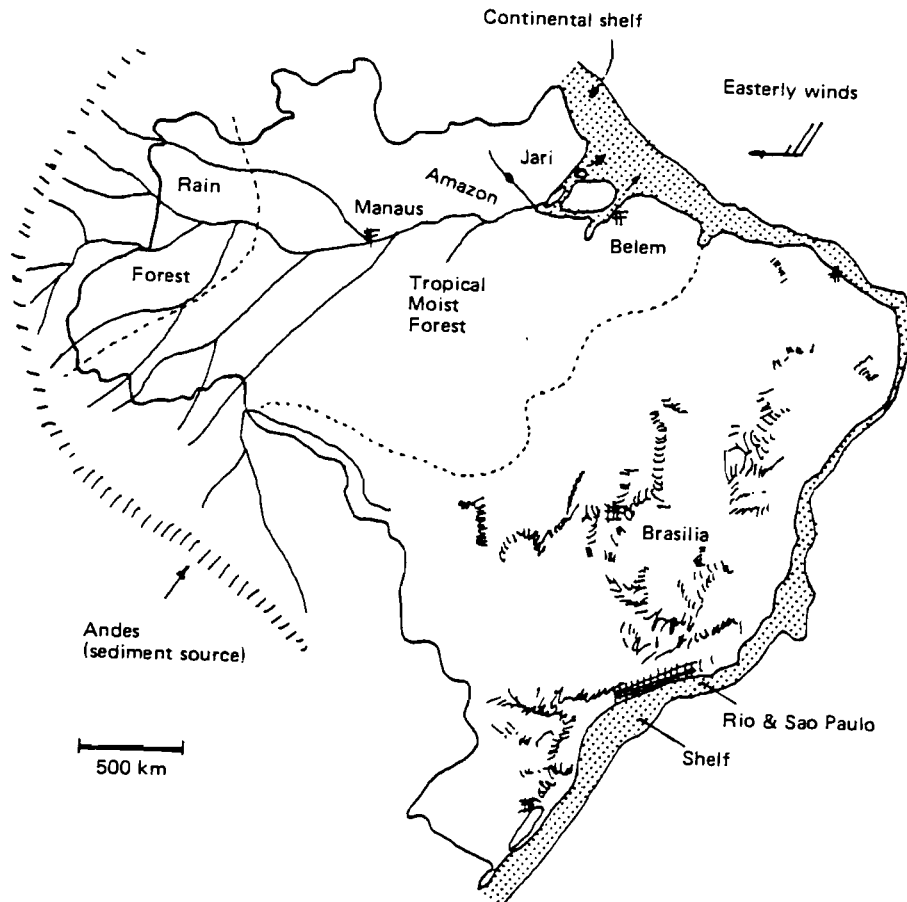 Continental shelf
Easterly winds
Jari
Rain
Amazon
Manaus
Belem
Forest
Tropical
Moist
Forest
Brasilia
Andes
(sediment source)
Rio & Sao Paulo
Shelf
500 km